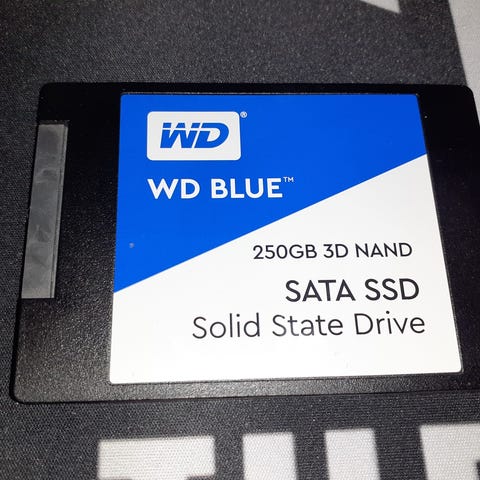 WD®
WD BLUE™
250GB 3D NAND
SATA SSD
Solid State Drive